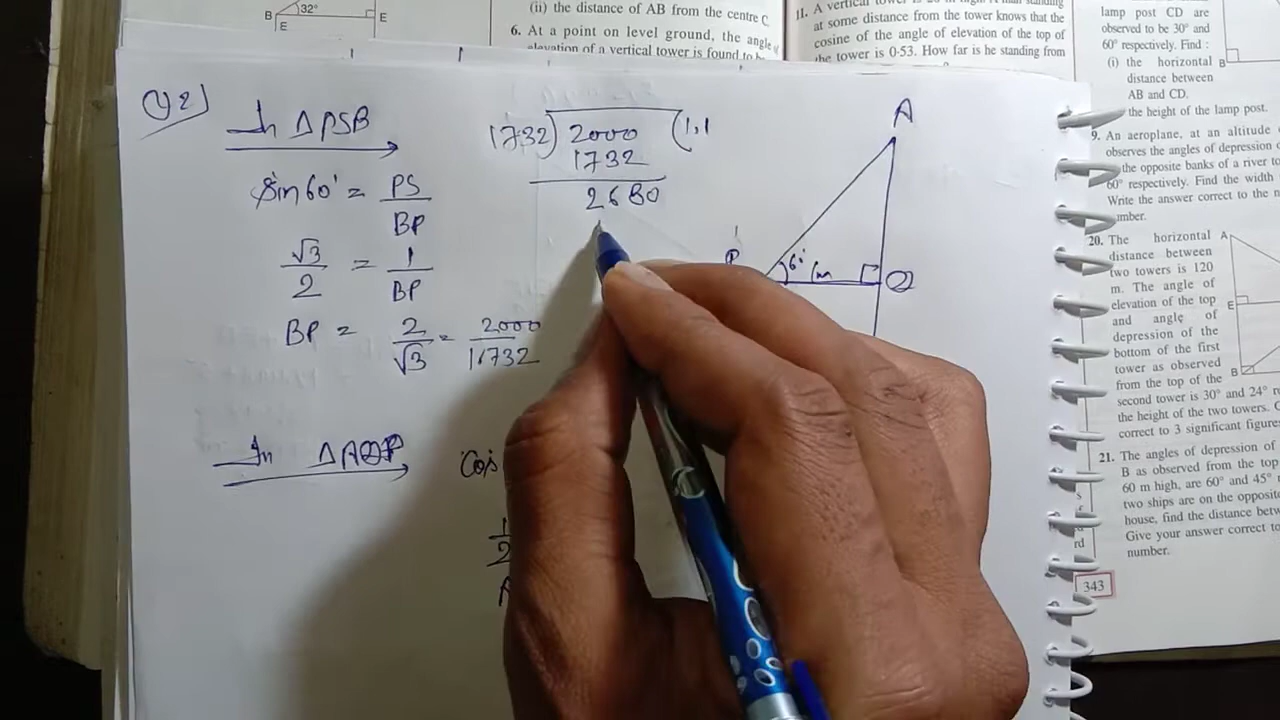 B
32°
E
E
(ii) the distance of AB from the centre C
6. At a point on level ground, the angle
elevation of a vertical tower is found to
11. A vertical
at some distance from the tower knows that the
cosine of the angle of elevation of the top of
the tower is 0·53. How far is he standing from
lamp post CD are
observed to be 30° and
60° respectively. Find :
(i) the horizontal
distance between
AB and CD.
the height of the lamp post.
B
9. An aeroplane, at an altitude
observes the angles of depression
the opposite banks of a river to
60° respectively. Find the width
Write the answer correct to the
mber.
20. The horizontal
distance between
two towers is 120
m. The angle of
elevation of the top
and angle of
depression of the
bottom of the first
tower as observed
from the top of the
second tower is 30° and 24°
the height of the two towers.
correct to 3 significant figure
A
E
B
21. The angles of depression of
B as observed from the top
60 m high, are 60° and 45°
two ships are on the opposite
house, find the distance betw
Give your answer correct to
number.
rd
343
In ΔPSB
sin60° = PS/BP
√3/2 = 1/BP
BP = 2/√3 = 2000/1.732
1732) 2000 (1.1
1732
2680
A
P
60°
1m
Q
In ΔAQP
Cos
1/2